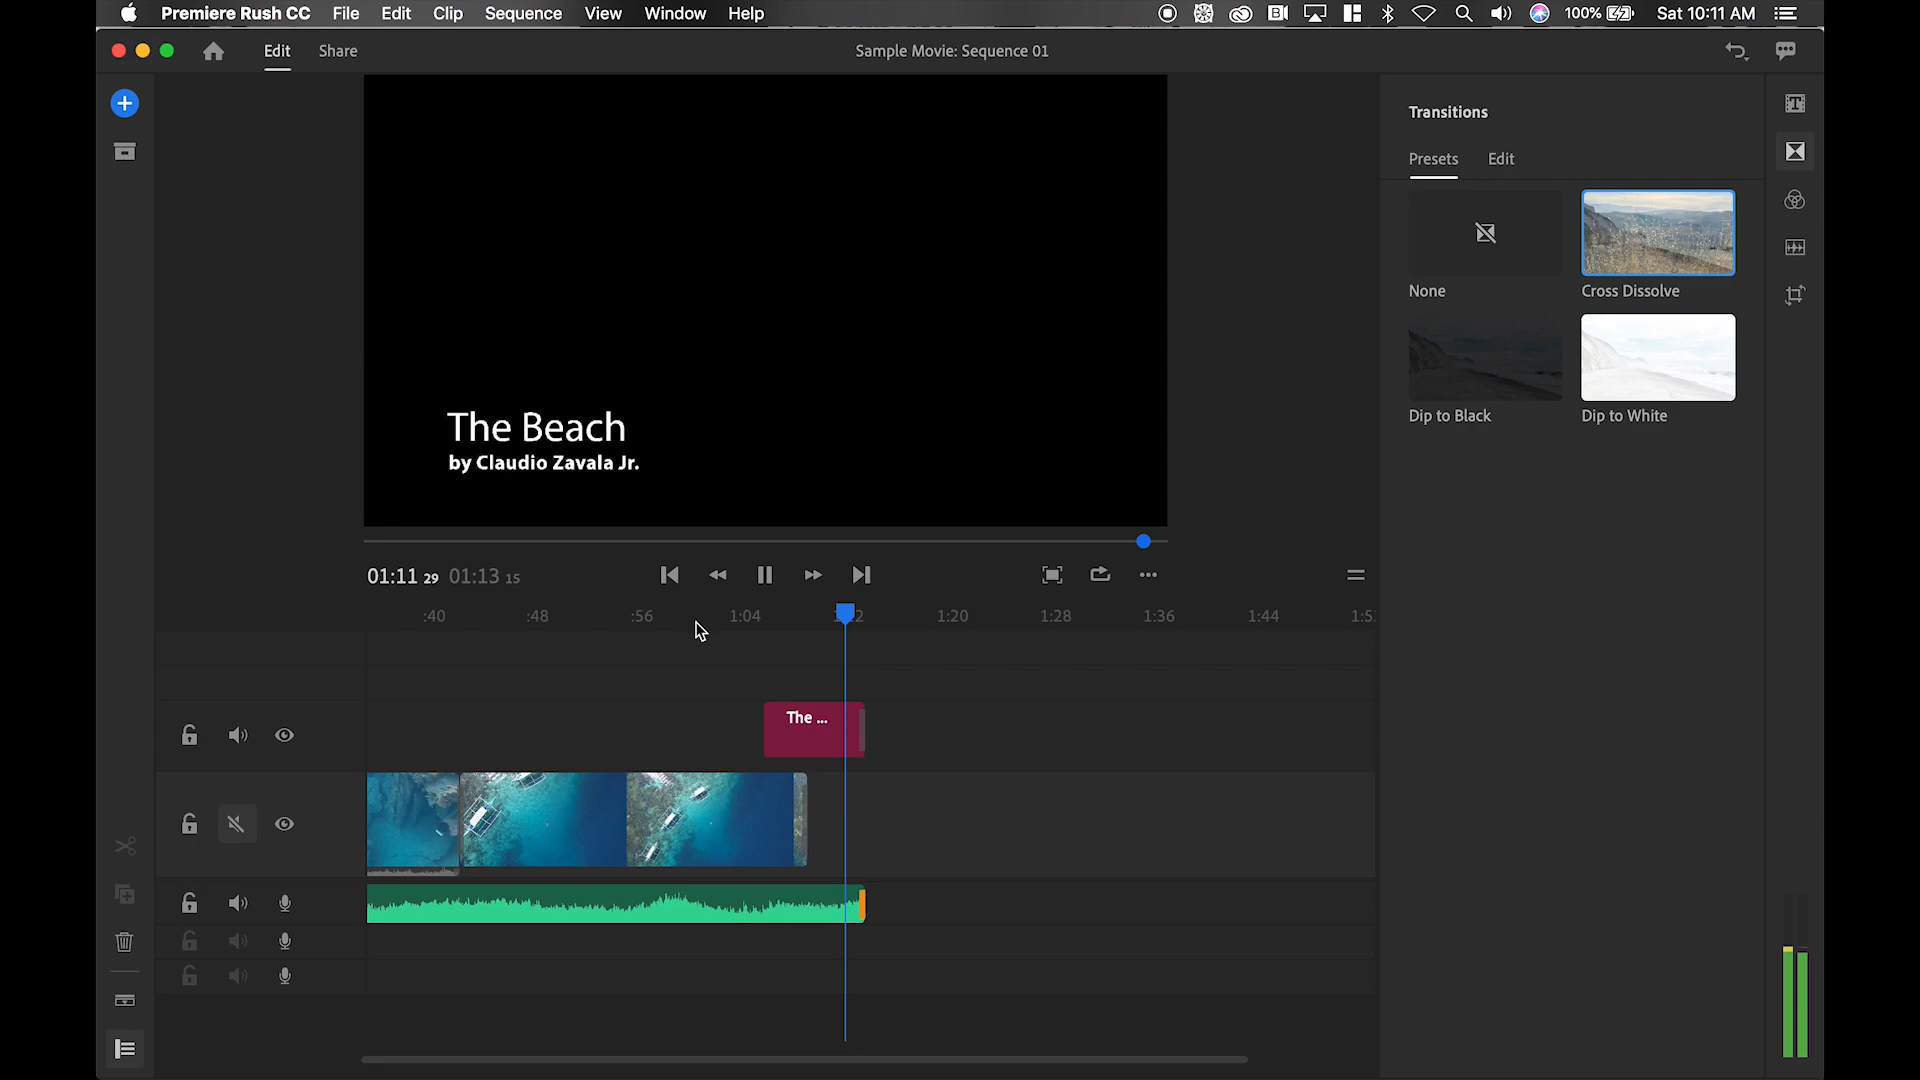 Premiere Rush CC File Edit Clip Sequence View Window Help 100% Sat 10:11 AM
Edit Share Sample Movie: Sequence 01
Transitions
Presets Edit
None Cross Dissolve
Dip to Black Dip to White
The Beach
by Claudio Zavala Jr.
01:11 29 01:13 15
:40 :48 :56 1:04 1:20 1:28 1:36 1:44
The ...